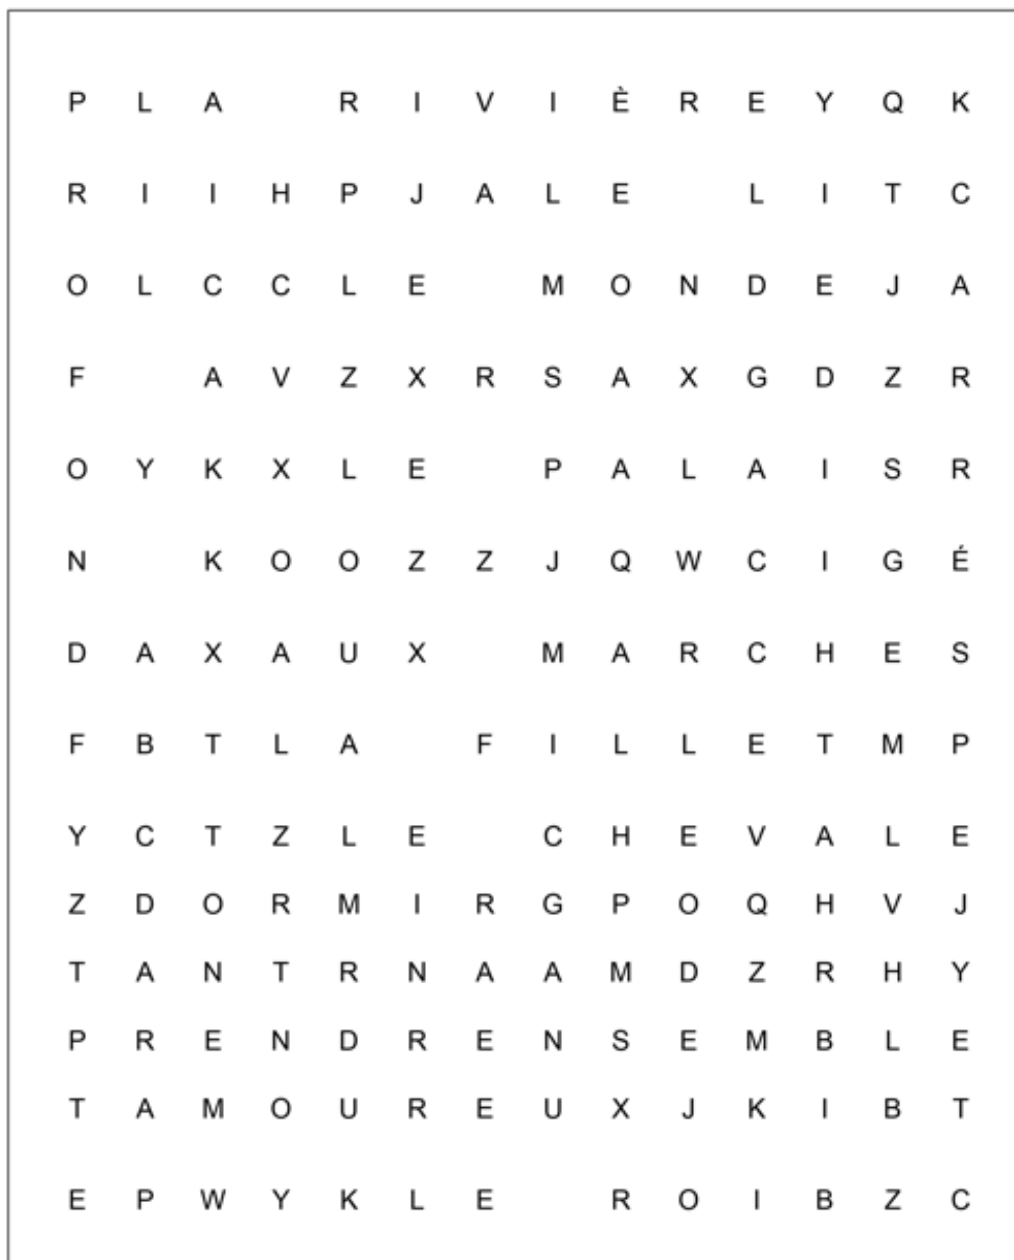 P L A   R I V I È R E Y Q K
R I I H P J A L E   L I T C
O L C C L E   M O N D E J A
F   A V Z X R S A X G D Z R
O Y K X L E   P A L A I S R
N   K O O Z Z J Q W C I G É
D A X A U X   M A R C H E S
F B T L A   F I L L E T M P
Y C T Z L E   C H E V A L E
Z D O R M I R G P O Q H V J
T A N T R N A A M D Z R H Y
P R E N D R E N S E M B L E
T A M O U R E U X J K I B T
E P W Y K L E   R O I B Z C